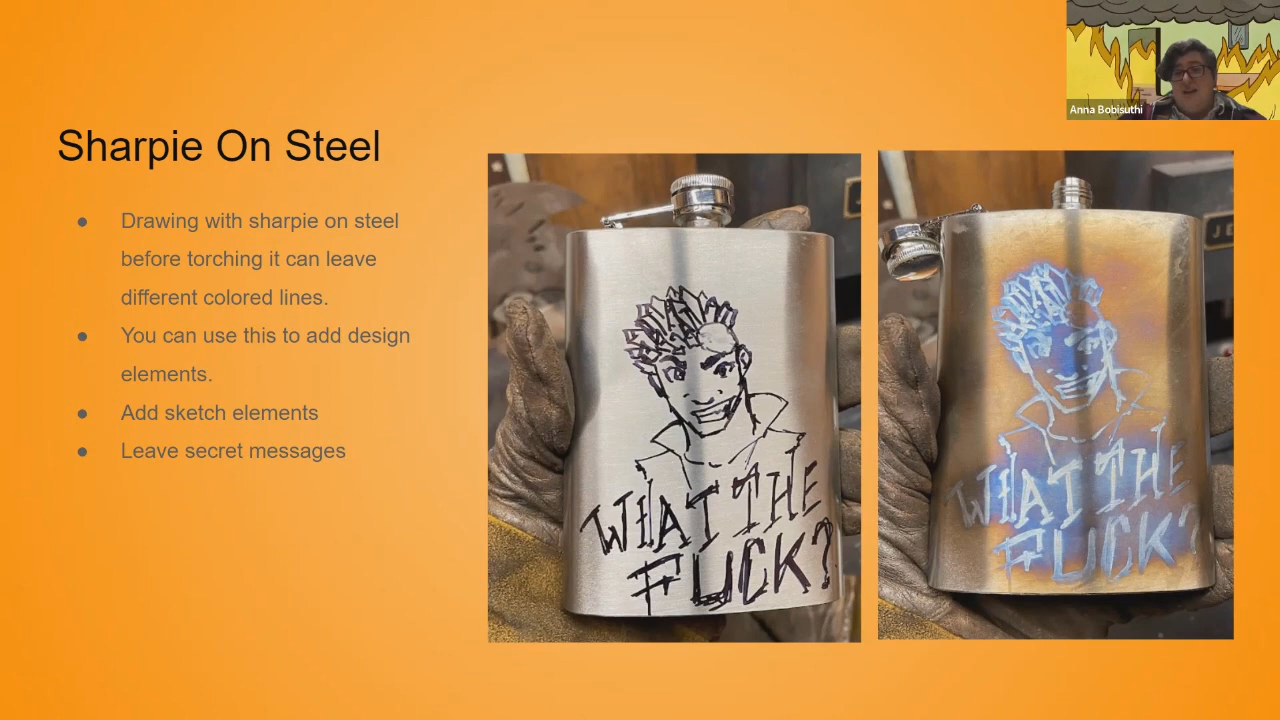 Anna Bobisuthi
Sharpie On Steel
● Drawing with sharpie on steel
before torching it can leave
different colored lines.
● You can use this to add design
elements.
● Add sketch elements
● Leave secret messages
WHAT THE
FUCK?
WHAT THE
FUCK?